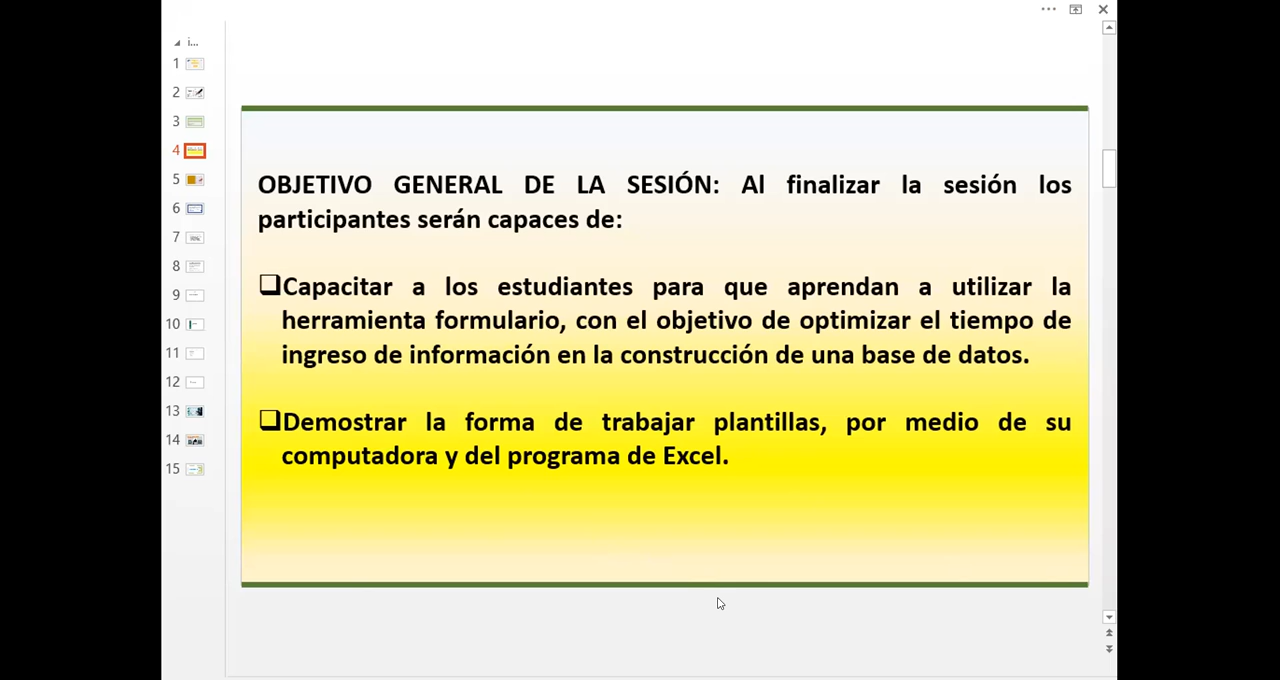 i...
1
2
3
4
5
6
7
8
9
10
11
12
13
14
15
OBJETIVO GENERAL DE LA SESIÓN: Al finalizar la sesión los
participantes serán capaces de:
❑Capacitar a los estudiantes para que aprendan a utilizar la
herramienta formulario, con el objetivo de optimizar el tiempo de
ingreso de información en la construcción de una base de datos.
❑Demostrar la forma de trabajar plantillas, por medio de su
computadora y del programa de Excel.